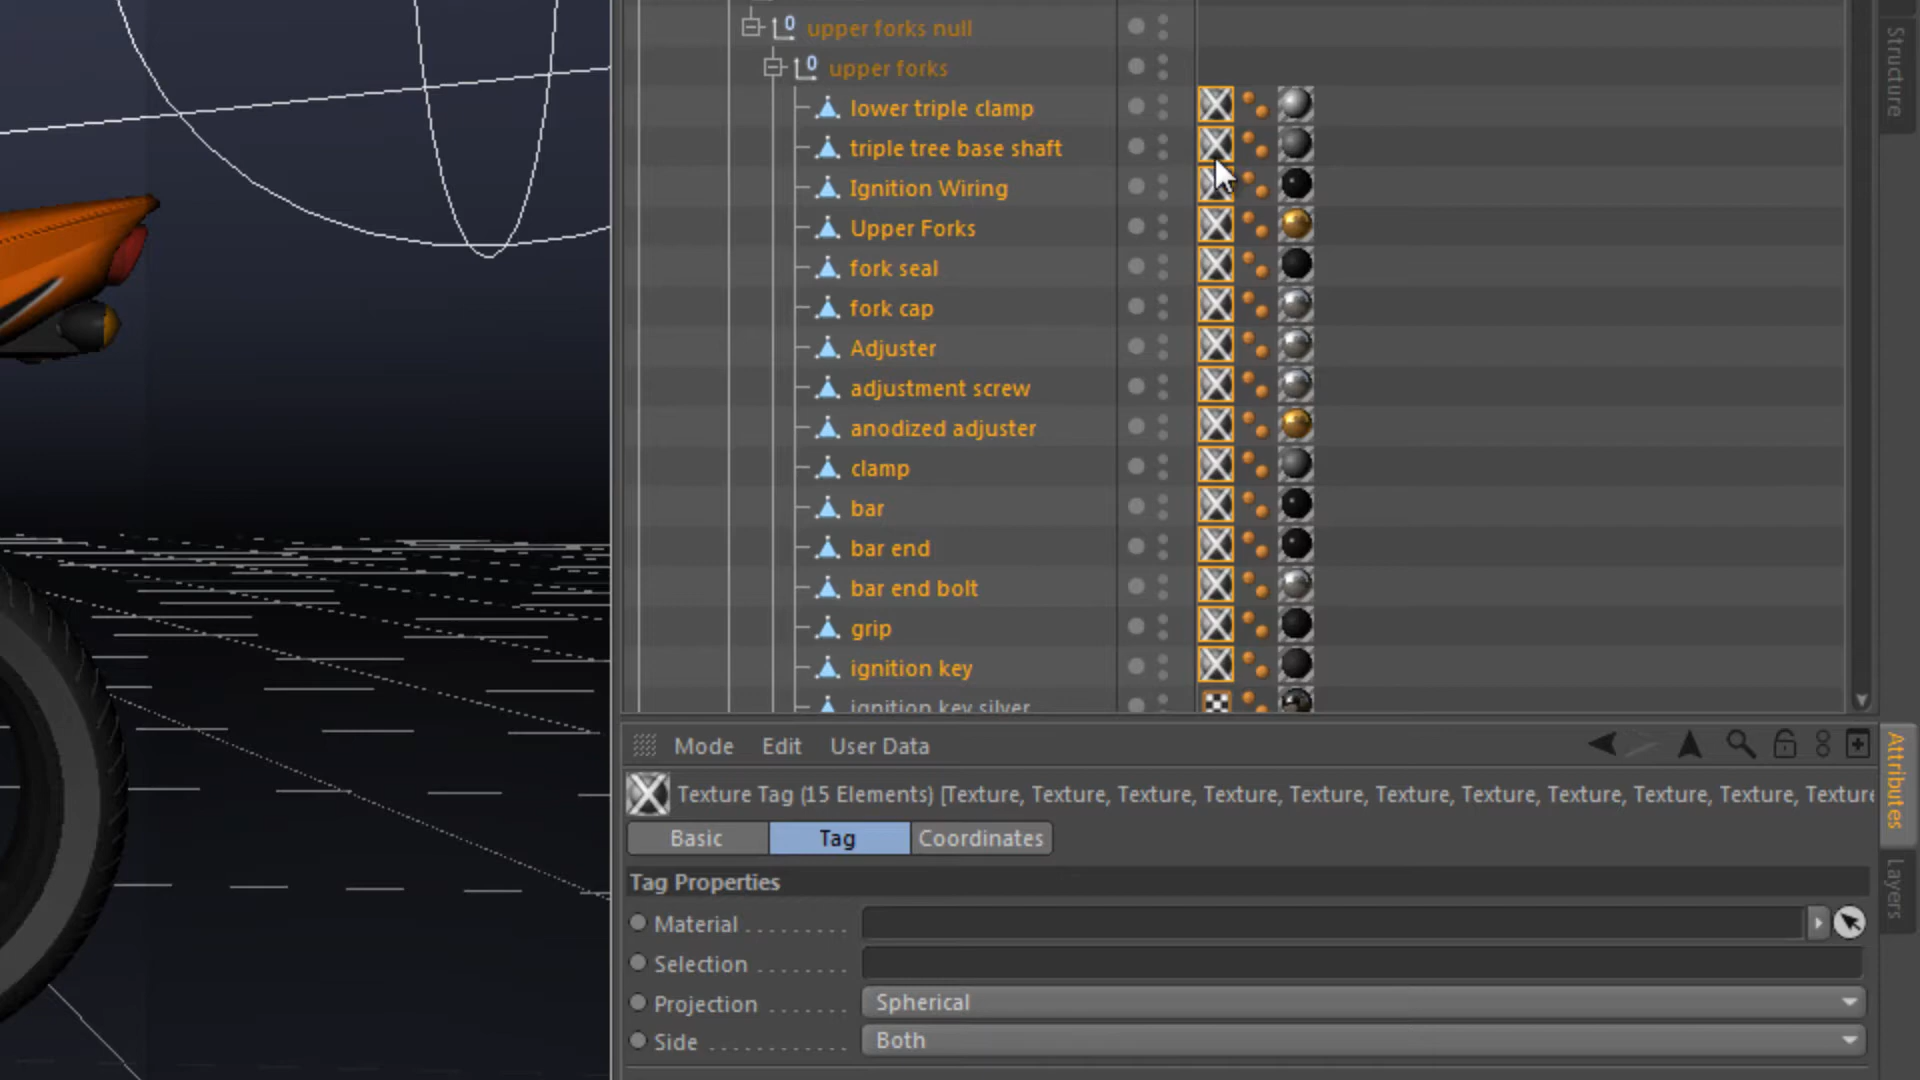 upper forks null
upper forks
lower triple clamp
triple tree base shaft
Ignition Wiring
Upper Forks
fork seal
fork cap
Adjuster
adjustment screw
anodized adjuster
clamp
bar
bar end
bar end bolt
grip
ignition key
ignition key silver
Structure
Mode Edit User Data
Texture Tag (15 Elements) [Texture, Texture, Texture, Texture, Texture, Texture, Texture, Texture, Texture, Texture, Texture
Basic Tag Coordinates
Tag Properties
Material . . . . . . . . .
Selection . . . . . . . .
Projection . . . . . . . Spherical
Side . . . . . . . . . . . . Both
Attributes
Layers